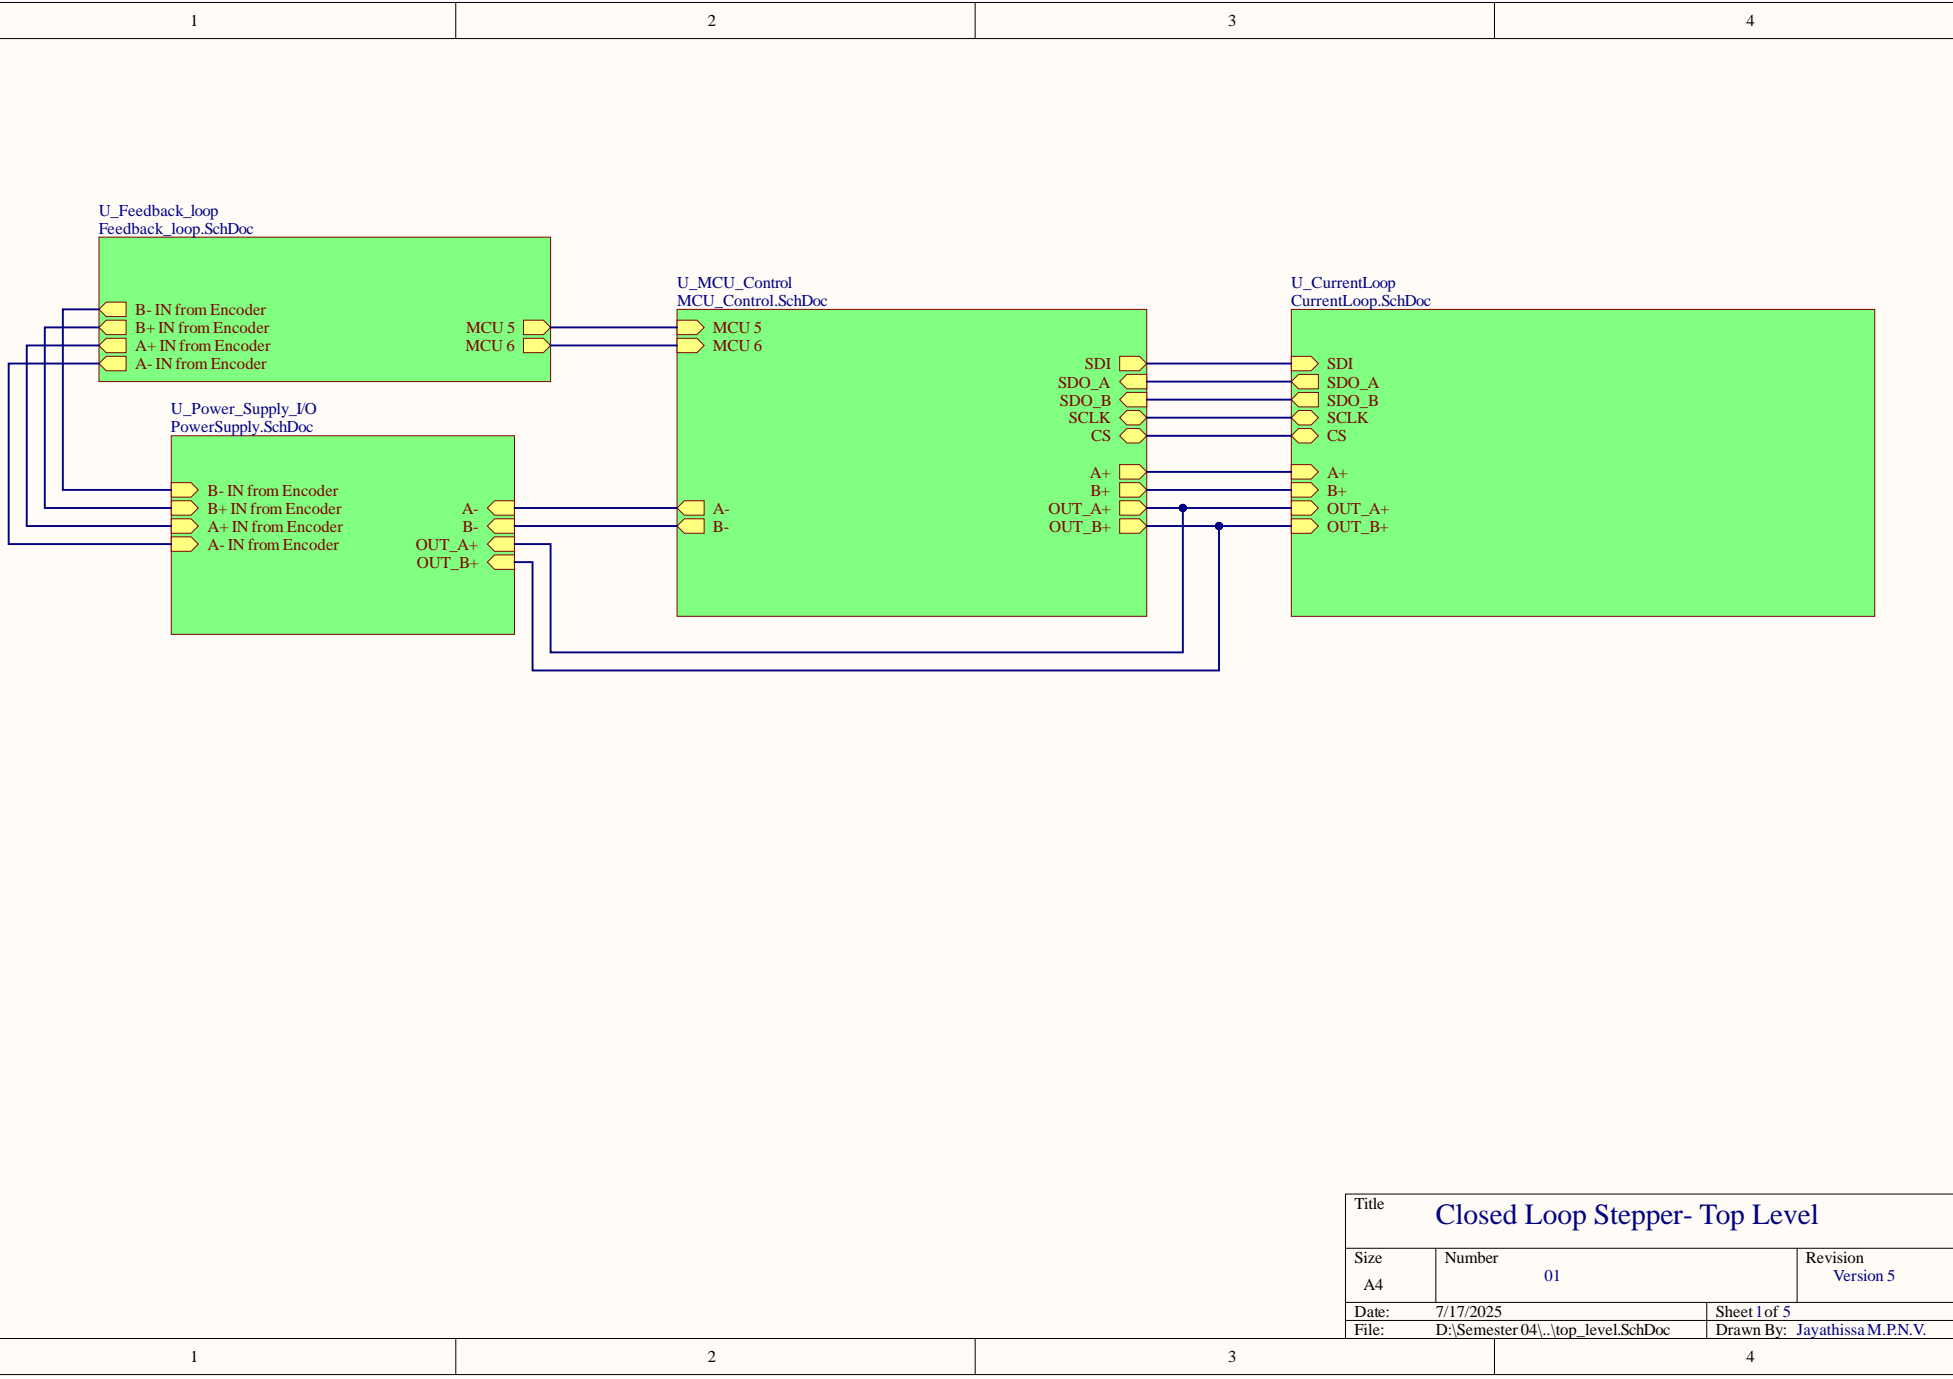 1 2 3 4
U_Feedback_loop
Feedback_loop.SchDoc
B- IN from Encoder
B+ IN from Encoder
A+ IN from Encoder
A- IN from Encoder
MCU 5
MCU 6
U_Power_Supply_I/O
PowerSupply.SchDoc
B- IN from Encoder
B+ IN from Encoder
A+ IN from Encoder
A- IN from Encoder
A-
B-
OUT_A+
OUT_B+
U_MCU_Control
MCU_Control.SchDoc
MCU 5
MCU 6
A-
B-
SDI
SDO_A
SDO_B
SCLK
CS
A+
B+
OUT_A+
OUT_B+
U_CurrentLoop
CurrentLoop.SchDoc
SDI
SDO_A
SDO_B
SCLK
CS
A+
B+
OUT_A+
OUT_B+
Title
Closed Loop Stepper- Top Level
Size Number Revision
A4 01 Version 5
Date: 7/17/2025 Sheet 1 of 5
File: D:\Semester 04\..\top_level.SchDoc Drawn By: Jayathissa M.P.N.V.
1 2 3 4